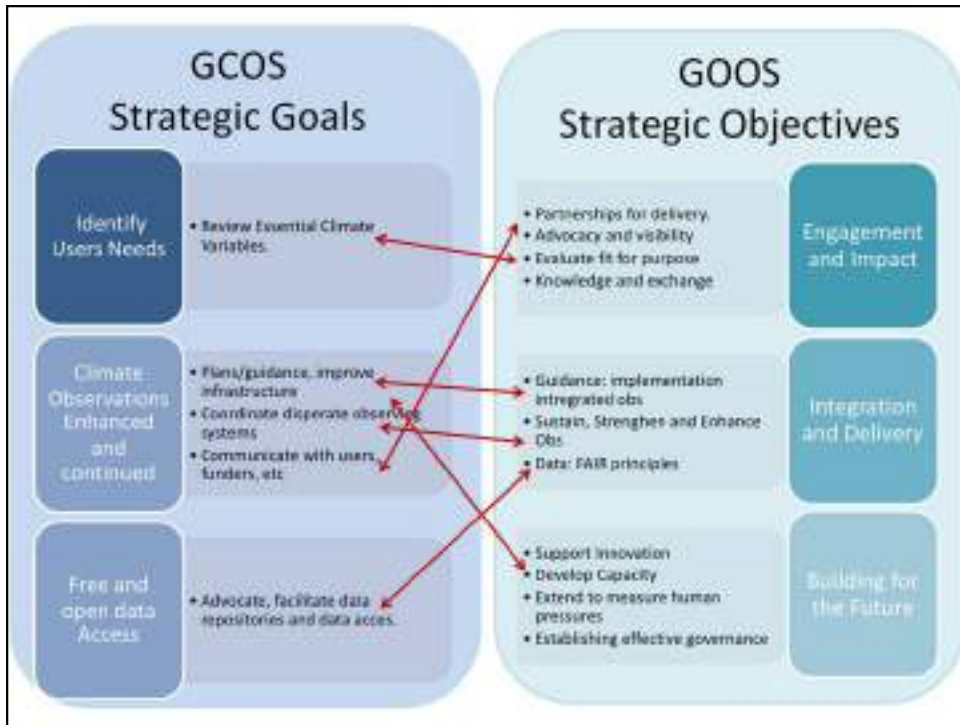 GCOS
Strategic Goals
Identify
Users Needs
• Review Essential Climate
Variables.
Climate
Observations
Enhanced
and
continued
• Plans/guidance, improve
infrastructure
• Coordinate disperate observing
systems
• Communicate with users,
funders, etc
Free and
open data
Access
• Advocate, facilitate data
repositories and data acces.
GOOS
Strategic Objectives
• Partnerships for delivery.
• Advocacy and visibility
• Evaluate fit for purpose
• Knowledge and exchange
Engagement
and Impact
• Guidance: implementation
intregrated obs
• Sustain, Strengthen and Enhance
Obs
• Data: FAIR principles
Integration
and Delivery
• Support Innovation
• Develop Capacity
• Extend to measure human
pressures
• Establishing effective governance
Building for
the Future